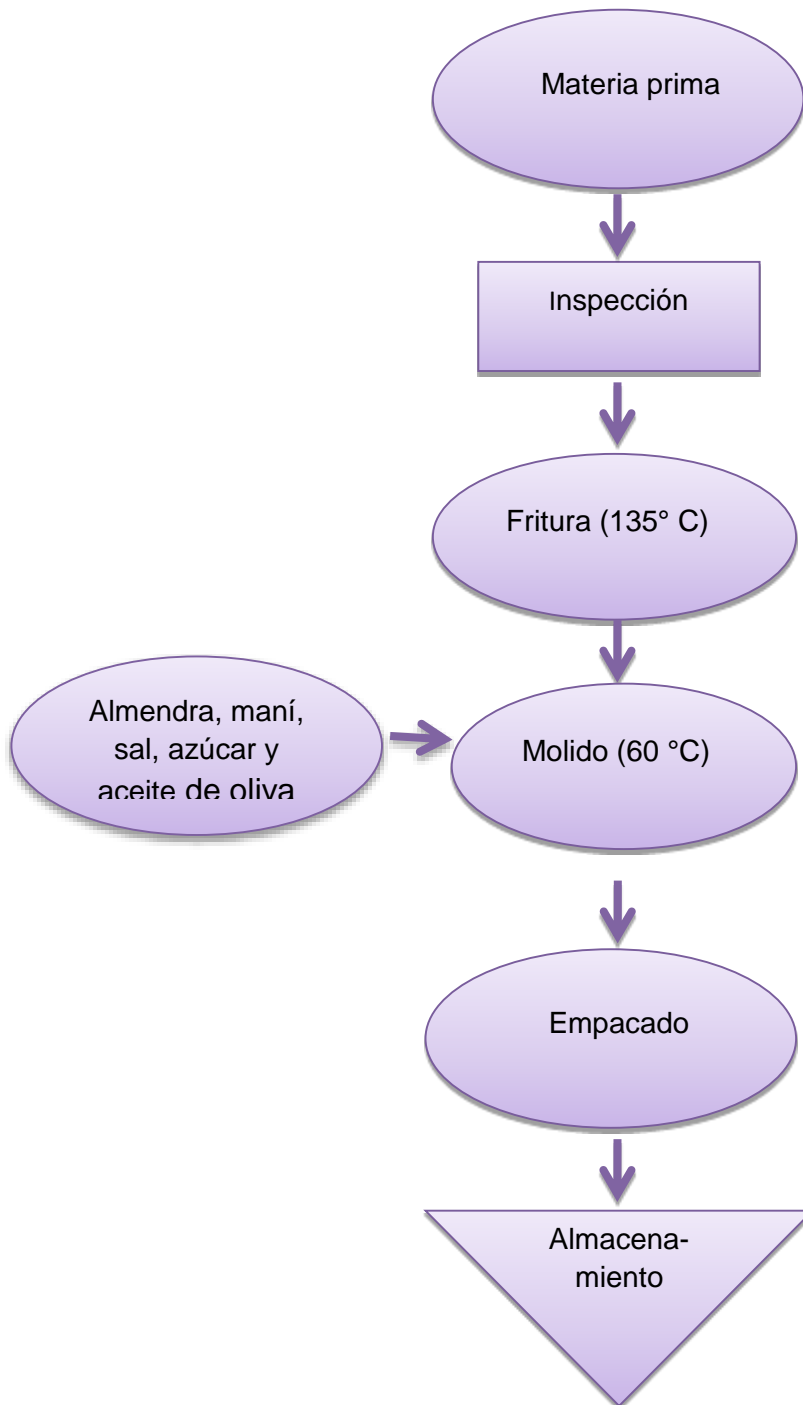 Materia prima
Inspección
Fritura (135° C)
Almendra, maní,
sal, azúcar y
aceite de oliva
Molido (60 °C)
Empacado
Almacena-
miento